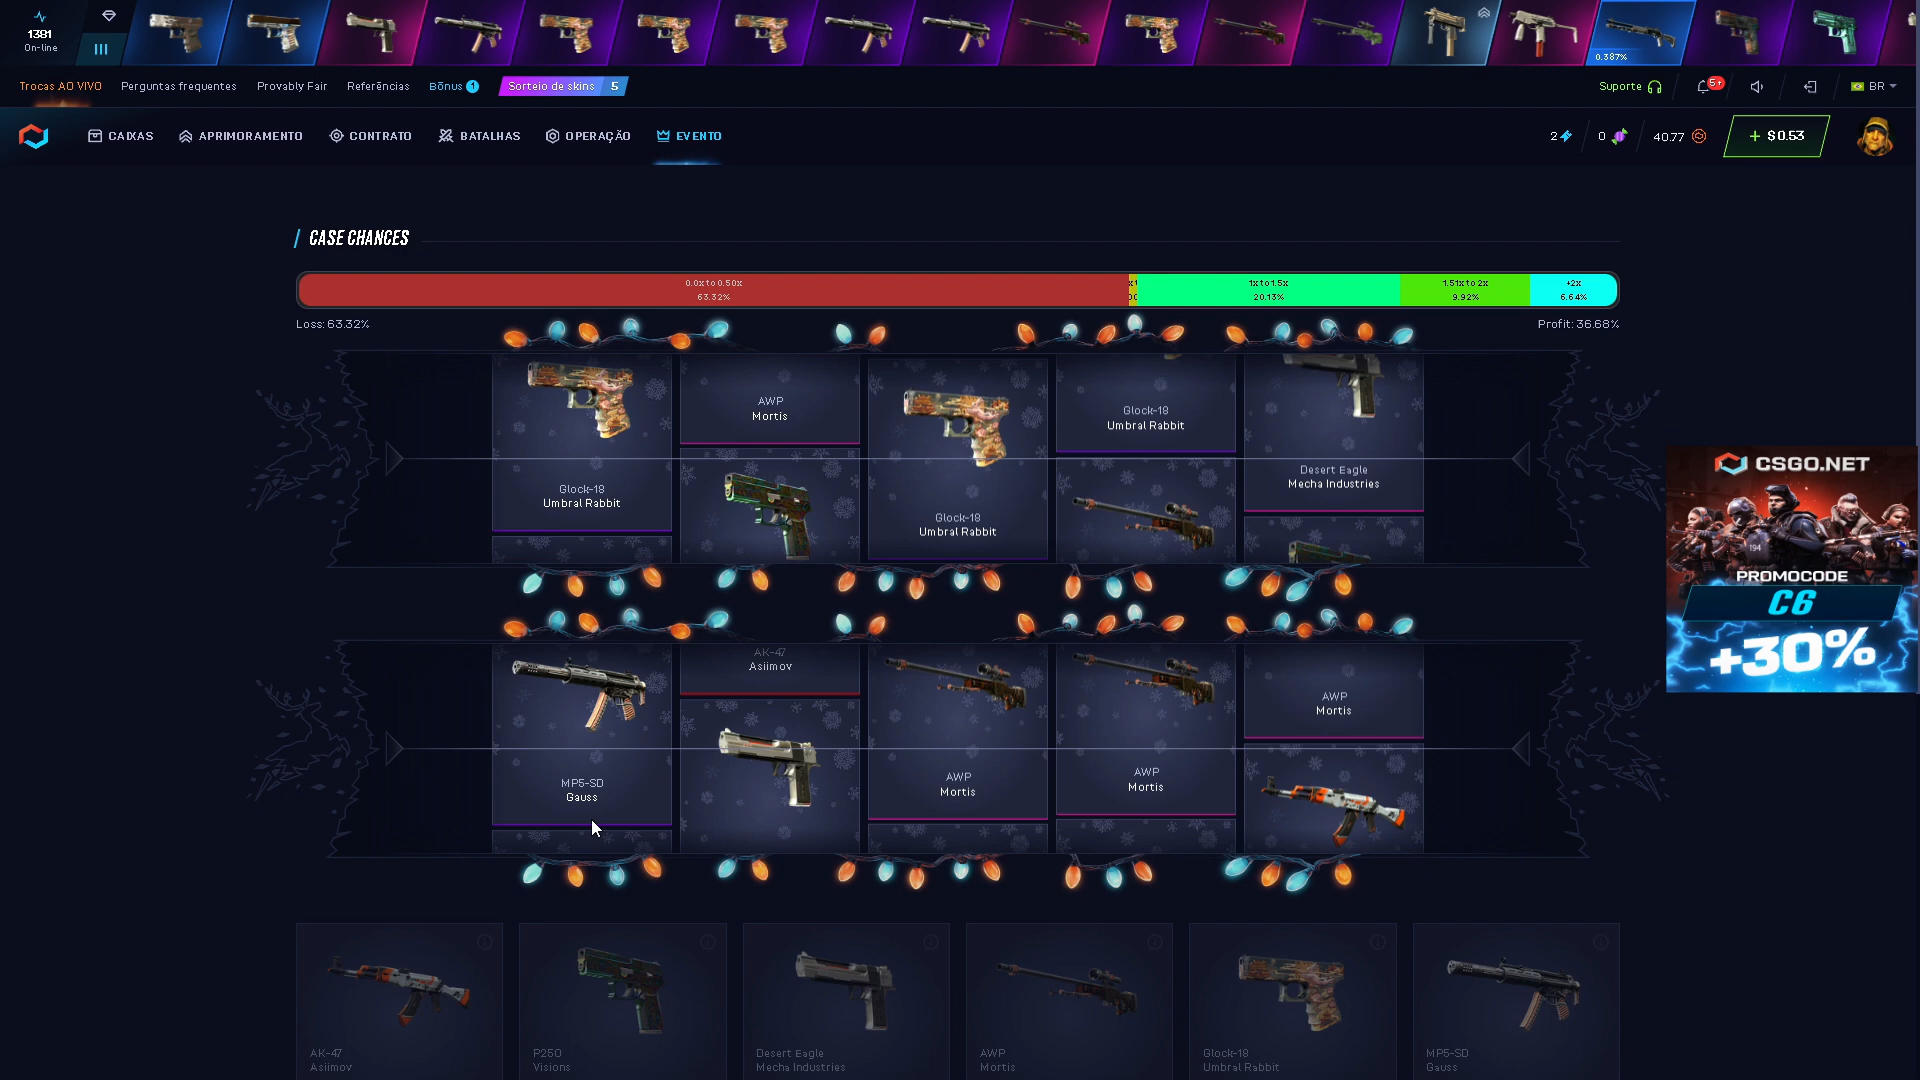 1381
On-line
0.387%
Trocas AO VIVO
Perguntas frequentes
Provably Fair
Referências
Bônus 1
Sorteio de skins 5
Suporte
5+
BR
CAIXAS
APRIMORAMENTO
CONTRATO
BATALHAS
OPERAÇÃO
EVENTO
2
0
40.77
+ $ 0.53
CASE CHANCES
0.0x to 0.50x
63.32%
1x to 1.5x
20.13%
1.51x to 2x
9.92%
+2x
6.64%
Loss: 63.32%
Profit: 36.68%
Glock-18
Umbral Rabbit
AWP
Mortis
Glock-18
Umbral Rabbit
Glock-18
Umbral Rabbit
Desert Eagle
Mecha Industries
CSGO.NET
PROMOCODE
C6
+30%
MP5-SD
Gauss
AK-47
Asiimov
AWP
Mortis
AWP
Mortis
AWP
Mortis
AK-47
Asiimov
P250
Visions
Desert Eagle
Mecha Industries
AWP
Mortis
Glock-18
Umbral Rabbit
MP5-SD
Gauss